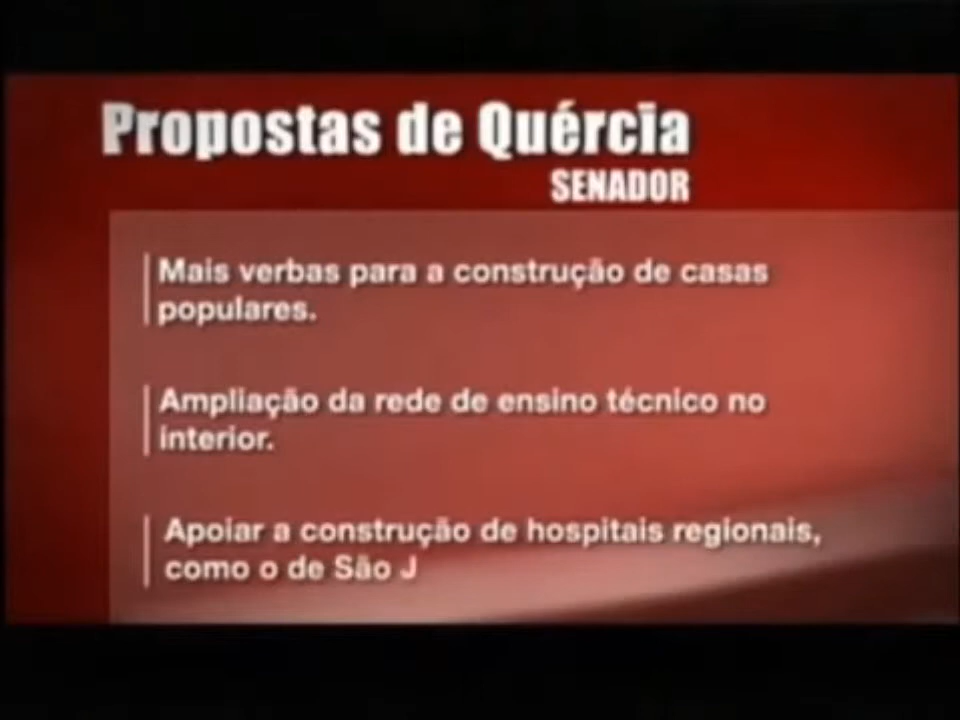 Propostas de Quércia
SENADOR
Mais verbas para a construção de casas
populares.
Ampliação da rede de ensino técnico no
interior.
Apoiar a construção de hospitais regionais,
como o de São J